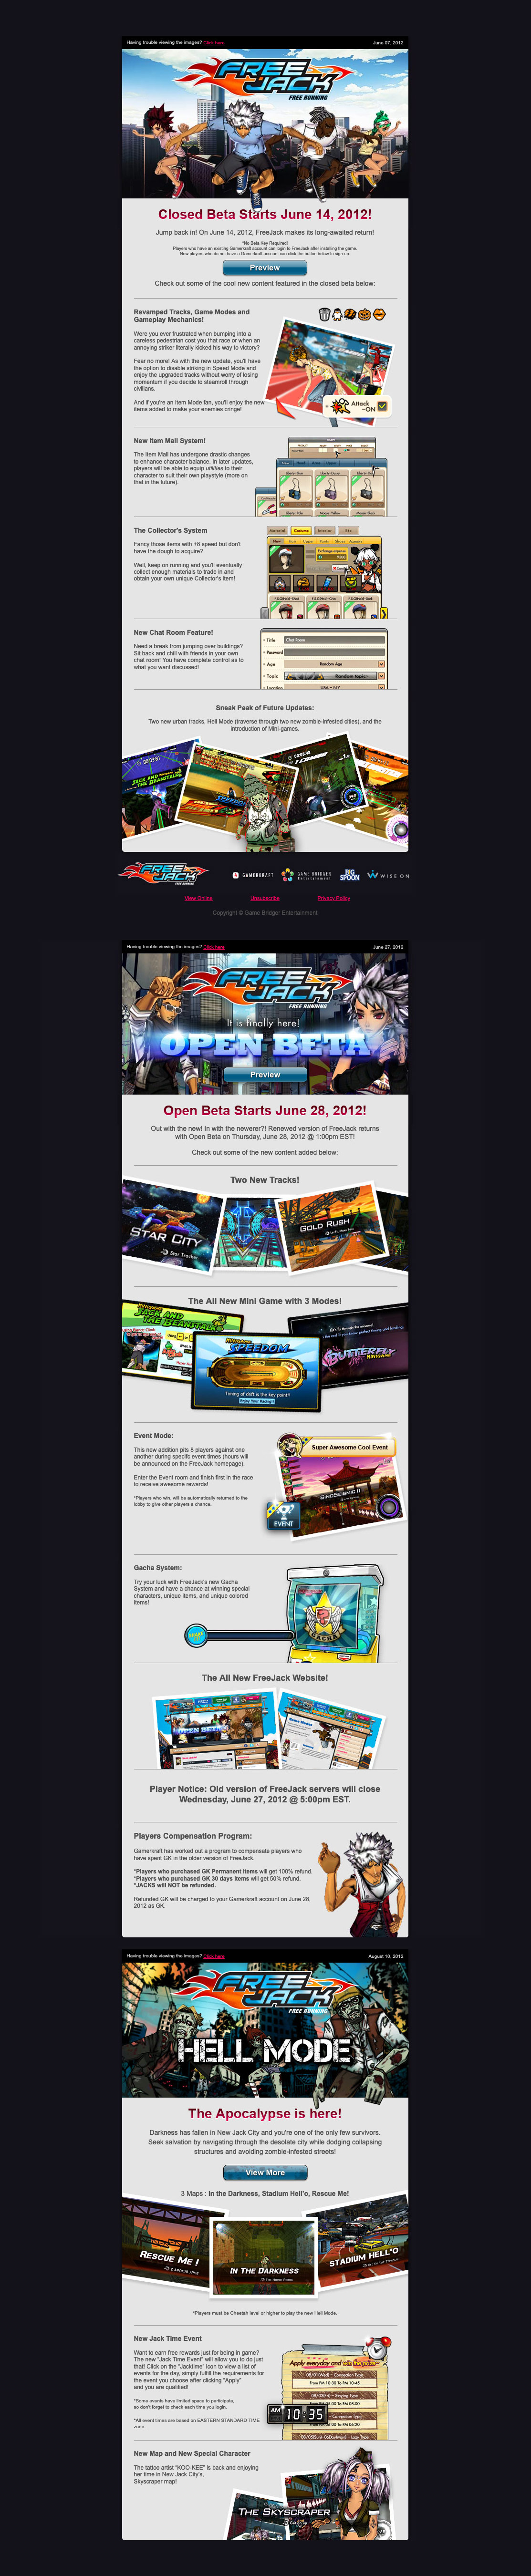 Having trouble viewing the images? Click here
June 07, 2012
FREE JACK
FREE RUNNING
Closed Beta Starts June 14, 2012!
Jump back in! On June 14, 2012, FreeJack makes its long-awaited return!
*No Beta Key Required!
Players who have an existing Gamerkraft account can login to FreeJack after installing the game.
New players who do not have a Gamerkraft account can click the button below to sign-up.
Preview
Check out some of the cool new content featured in the closed beta below:
Revamped Tracks, Game Modes and
Gameplay Mechanics!
Were you ever frustrated when bumping into a
careless pedestrian cost you that race or when an
annoying striker literally kicked his way to victory?
Fear no more! As with the new update, you'll have
the option to disable striking in Speed Mode and
enjoy the upgraded tracks without worry of losing
momentum if you decide to steamroll through
civilians.
And if you're an Item Mode fan, you'll enjoy the new
items added to make your enemies cringe!
Attack
-ON
New Item Mall System!
The Item Mall has undergone drastic changes
to enhance character balance. In later updates,
players will be able to equip utilities to their
character to suit their own playstyle (more on
that in the future).
The Collector's System
Fancy those items with +6 speed but don't
have the dough to acquire?
Well, keep on running and you'll eventually
collect enough materials to trade in and
obtain your own unique Collector's item!
Material
Costume
Interior
Etc
New Chat Room Feature!
Need a break from jumping over buildings?
Sit back and chill with friends in your own
chat room! You have complete control as to
what you want discussed!
Title
Chat Room
Password
Age
Random Age
Topic
Random topic
Location
USA - NY
Sneak Peak of Future Updates:
Two new urban tracks, Hell Mode (traverse through two new zombie-infested cities), and the
introduction of Mini-games.
JACK AND THE BEANSTALK
SPEEDOM
FREE JACK
FREE RUNNING
GAMERKRAFT
GAME BRIDGER
Entertainment
BIG SPOON
WISE ON
View Online
Unsubscribe
Privacy Policy
Copyright © Game Bridger Entertainment
Having trouble viewing the images? Click here
June 27, 2012
FREE JACK
FREE RUNNING
It is finally here!
OPEN BETA
Preview
Open Beta Starts June 28, 2012!
Out with the new! In with the newerer?! Renewed version of FreeJack returns
with Open Beta on Thursday, June 28, 2012 @ 1:00pm EST!
Check out some of the new content added below:
Two New Tracks!
STAR CITY
Star Tracker
GOLD RUSH
The All New Mini Game with 3 Modes!
JACK AND THE BEANSTALK
MINIGAME
SPEEDOM
Timing of drift is the key point!!
Enjoy Your Racing!!
BUTTERFLY
MINIGAME
Event Mode:
This new addition pits 8 players against one
another during specifc event times (hours will
be announced on the FreeJack homepage).
Enter the Event room and finish first in the race
to receive awesome rewards!
*Players who win, will be automatically returned to the
lobby to give other players a chance.
Super Awesome Cool Event
EVENT
Gacha System:
Try your luck with FreeJack's new Gacha
System and have a chance at winning special
characters, unique items, and unique colored
items!
GACHA
The All New FreeJack Website!
Player Notice: Old version of FreeJack servers will close
Wednesday, June 27, 2012 @ 5:00pm EST.
Players Compensation Program:
Gamerkraft has worked out a program to compensate players who
have spent GK in the older version of FreeJack.
*Players who purchased GK Permanent Items will get 100% refund.
*Players who purchased GK 30 days items will get 50% refund.
*JACKS will NOT be refunded.
Refunded GK will be charged to your Gamerkraft account on June 28,
2012 as GK.
Having trouble viewing the images? Click here
August 10, 2012
FREE JACK
FREE RUNNING
HELL MODE
The Apocalypse is here!
Darkness has fallen in New Jack City and you're one of the only few survivors.
Seek salvation by navigating through the desolate city while dodging collapsing
structures and avoiding zombie-infested streets!
View More
3 Maps : In the Darkness, Stadium Hell'o, Rescue Me!
RESCUE ME !
IN THE DARKNESS
STADIUM HELL'O
*Players must be Cheetah level or higher to play the new Hell Mode.
New Jack Time Event
Want to earn free rewards just for being in game?
The new "Jack Time Event" will allow you to do just
that! Click on the "Jacktime" icon to view a list of
events for the day, simply fulfill the requirements for
the event you choose after clicking "Apply"
and you are qualified!
*Some events have limited space to participate,
so don't forget to check each time you login.
*All event times are based on EASTERN STANDARD TIME
zone.
AM 10 35
New Map and New Special Character
The tattoo artist "KOO-KEE" is back and enjoying
her time in New Jack City's,
Skyscraper map!
THE SKYSCRAPER